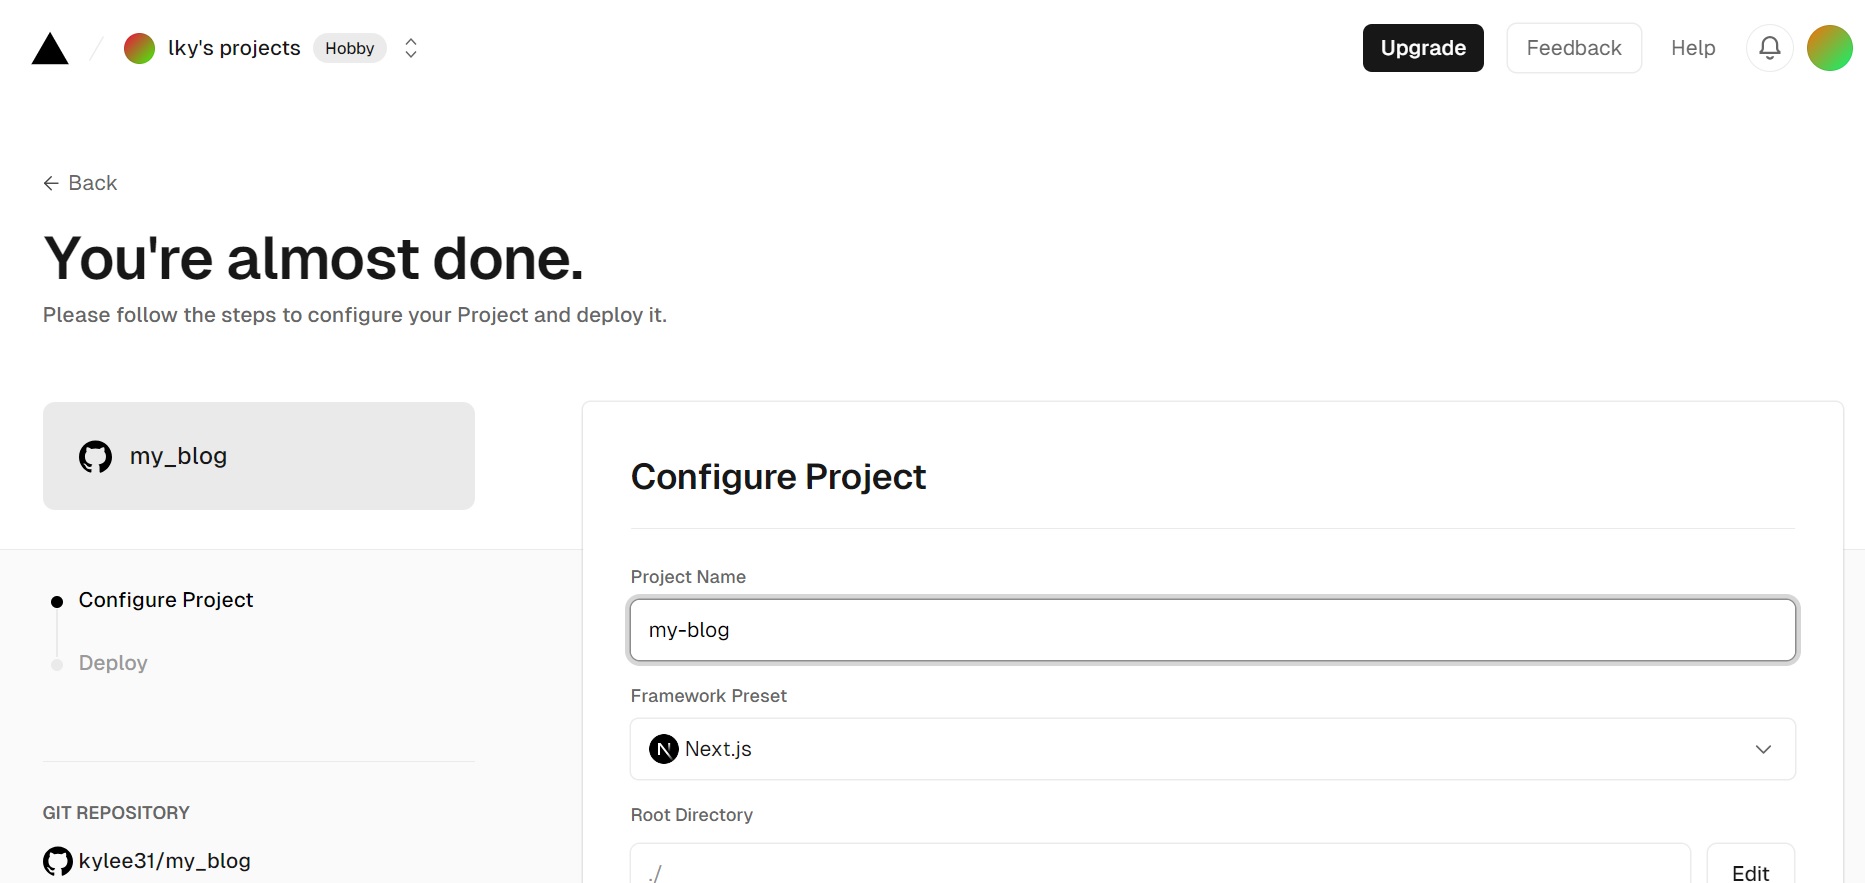 lky's projects Hobby
Upgrade Feedback Help
Back
You're almost done.
Please follow the steps to configure your Project and deploy it.
my_blog
Configure Project
Deploy
GIT REPOSITORY
kylee31/my_blog
Configure Project
Project Name
my-blog
Framework Preset
Next.js
Root Directory
./
Edit